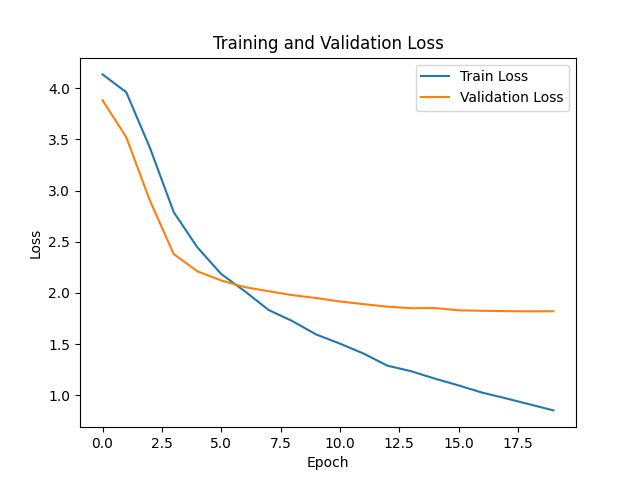 Training and Validation Loss
Train Loss
Validation Loss
4.0
3.5
3.0
2.5
2.0
1.5
1.0
Loss
0.0 2.5 5.0 7.5 10.0 12.5 15.0 17.5
Epoch